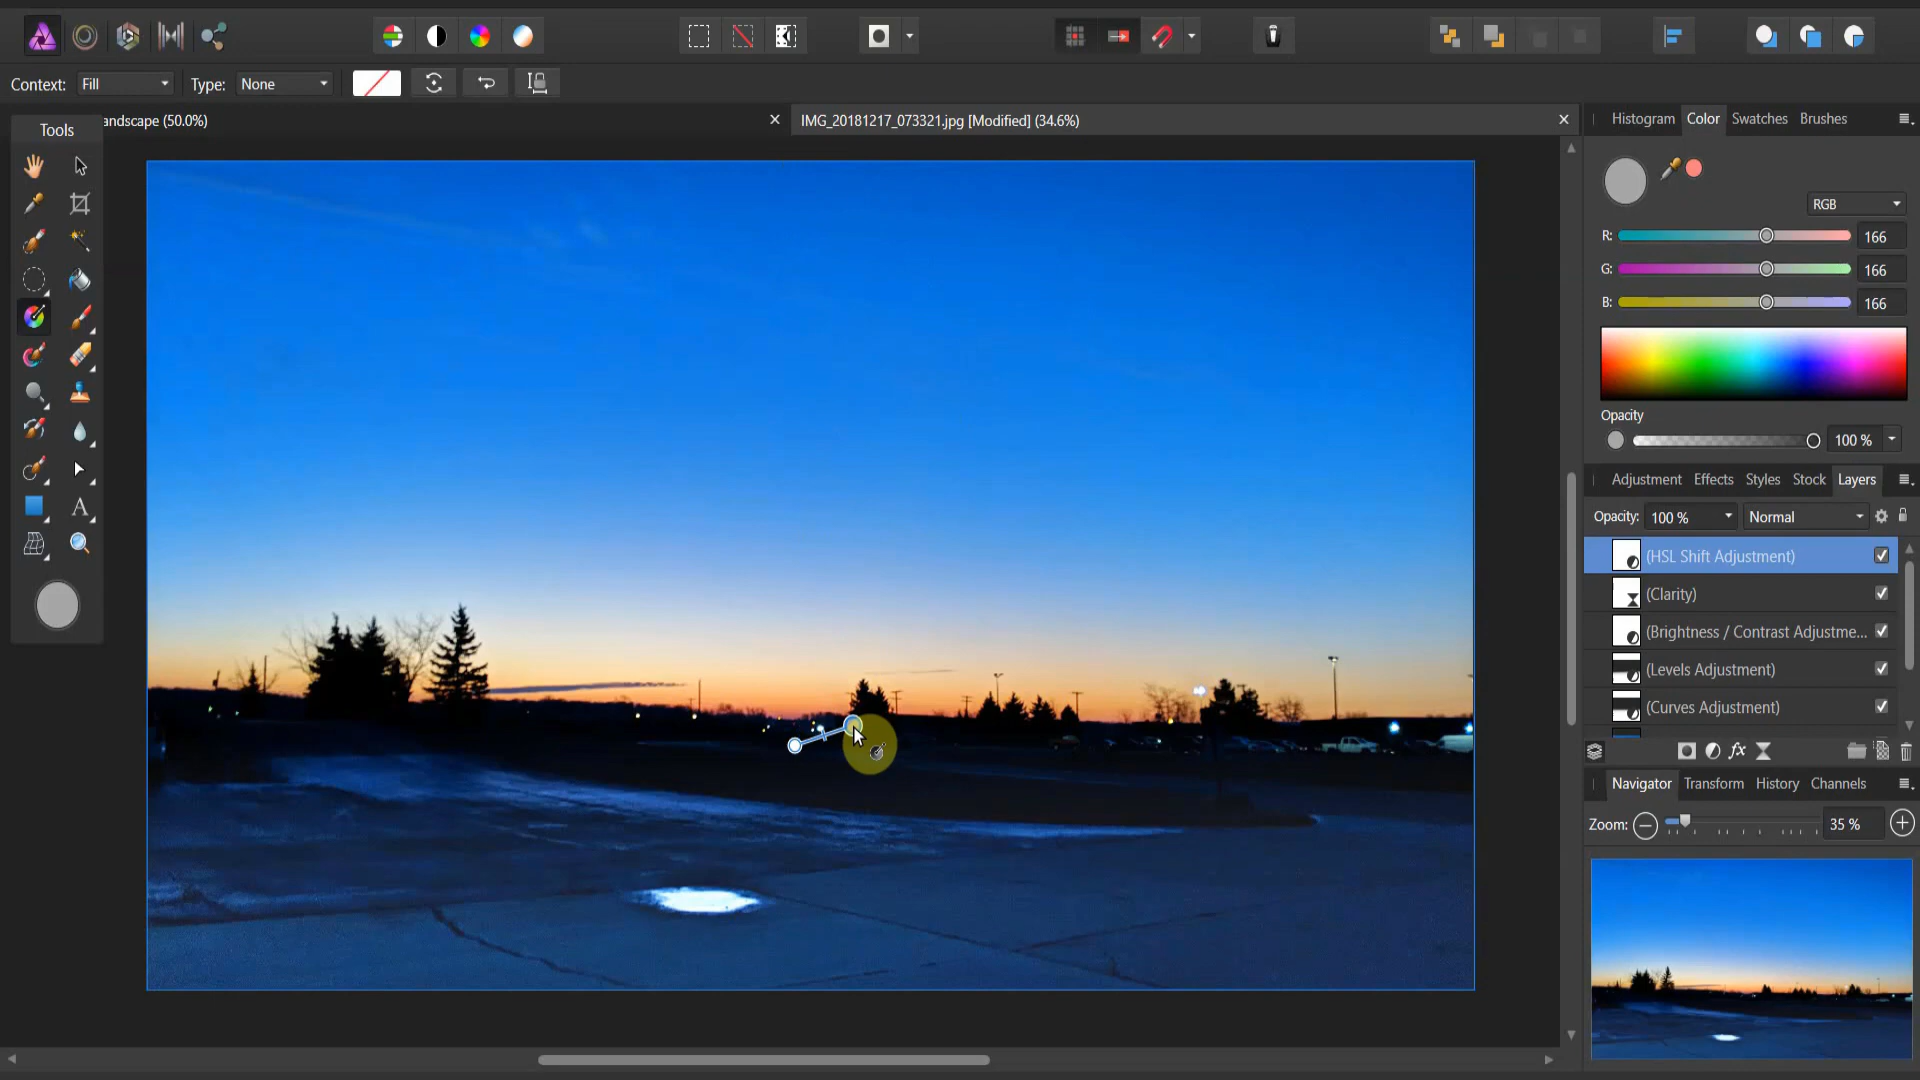 Context: Fill Type: None
andscape (50.0%) IMG_20181217_073321.jpg [Modified] (34.6%)
Tools
Histogram Color Swatches Brushes
RGB
R: 166
G: 166
B: 166
Opacity
100 %
Adjustment Effects Styles Stock Layers
Opacity: 100 % Normal
(HSL Shift Adjustment)
(Clarity)
(Brightness / Contrast Adjustme...
(Levels Adjustment)
(Curves Adjustment)
fx
Navigator Transform History Channels
Zoom: 35 %